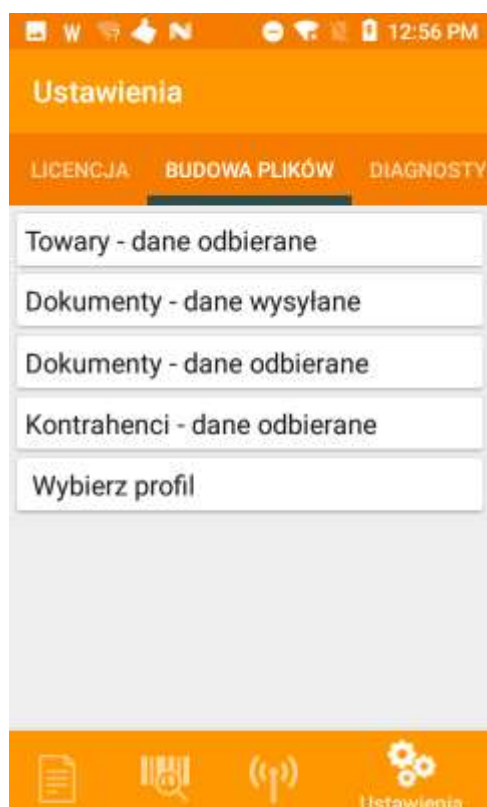 W N 12:56 PM
Ustawienia
LICENCJA BUDOWA PLIKÓW DIAGNOSTY
Towary - dane odbierane
Dokumenty - dane wysyłane
Dokumenty - dane odbierane
Kontrahenci - dane odbierane
Wybierz profil
Ustawienia